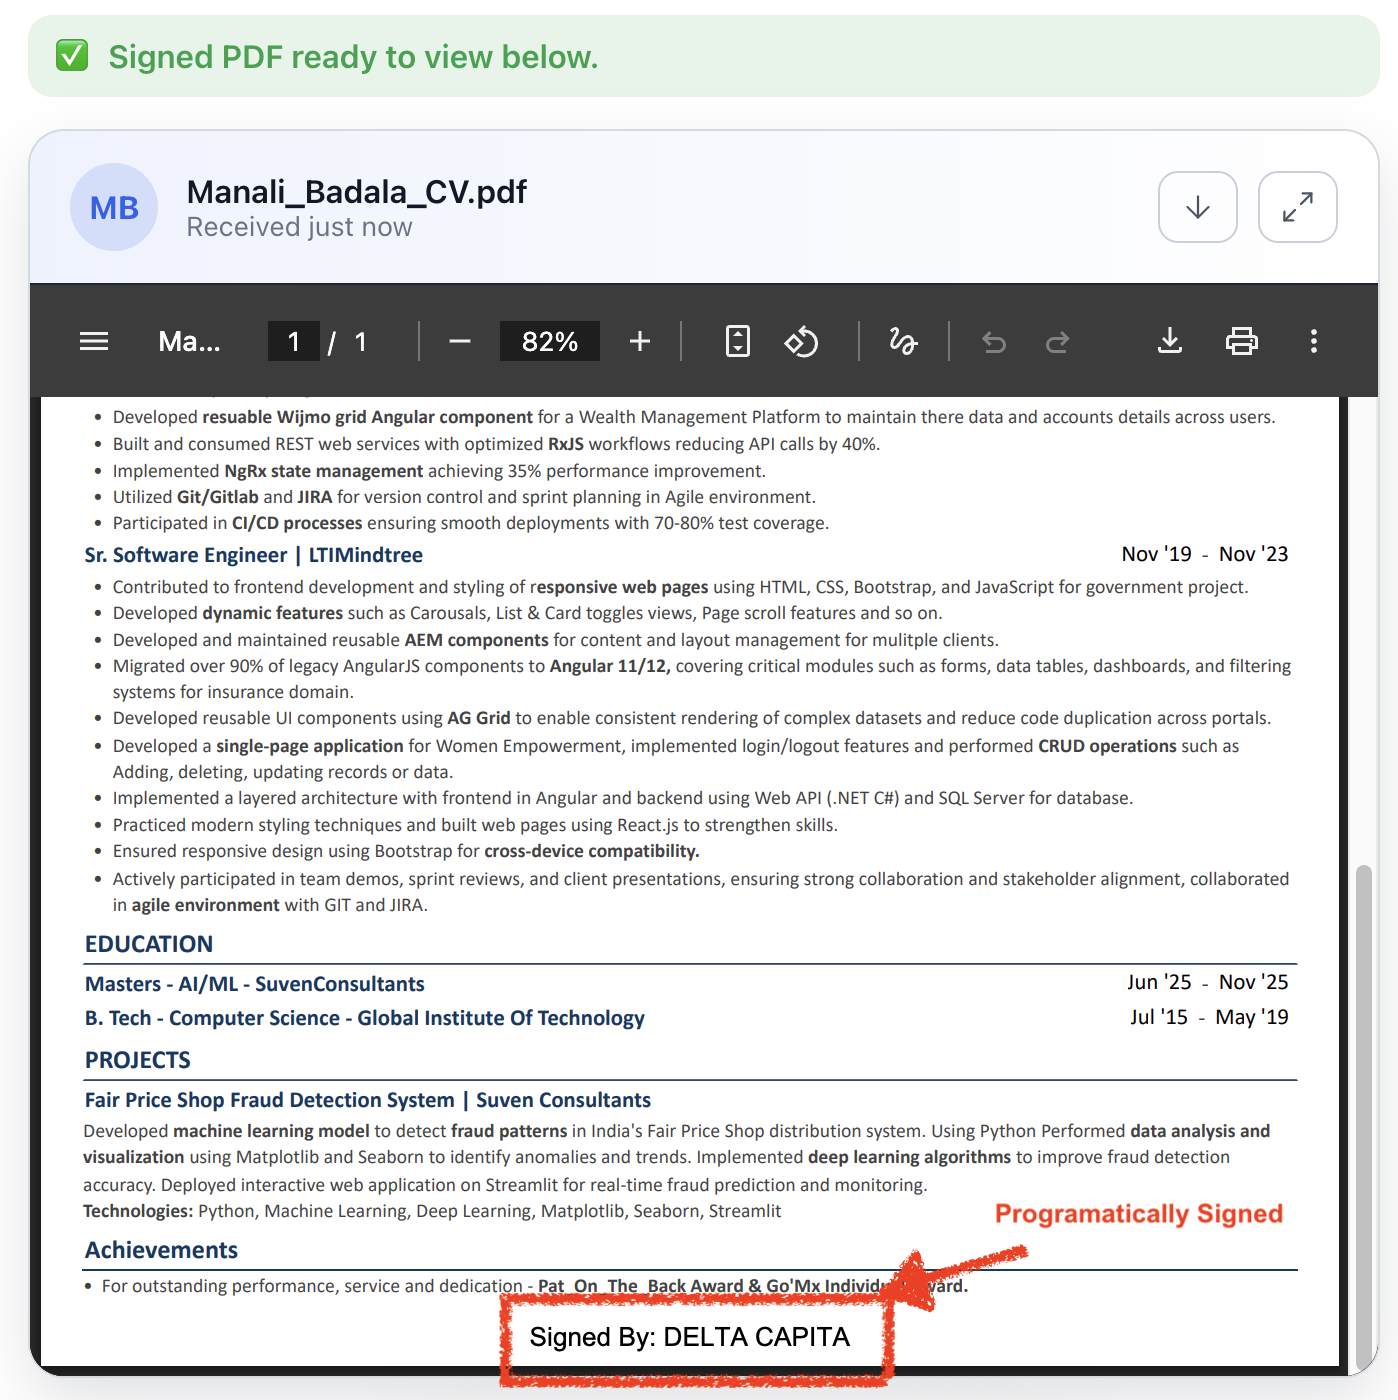 ✅ Signed PDF ready to view below.
MB
Manali_Badala_CV.pdf
Received just now
Ma... 1 / 1 82%
• Developed resuable Wijmo grid Angular component for a Wealth Management Platform to maintain there data and accounts details across users.
• Built and consumed REST web services with optimized RxJS workflows reducing API calls by 40%.
• Implemented NgRx state management achieving 35% performance improvement.
• Utilized Git/Gitlab and JIRA for version control and sprint planning in Agile environment.
• Participated in CI/CD processes ensuring smooth deployments with 70-80% test coverage.
Sr. Software Engineer | LTIMindtree Nov '19 - Nov '23
• Contributed to frontend development and styling of responsive web pages using HTML, CSS, Bootstrap, and JavaScript for government project.
• Developed dynamic features such as Carousals, List & Card toggles views, Page scroll features and so on.
• Developed and maintained reusable AEM components for content and layout management for mulitple clients.
• Migrated over 90% of legacy AngularJS components to Angular 11/12, covering critical modules such as forms, data tables, dashboards, and filtering
systems for insurance domain.
• Developed reusable UI components using AG Grid to enable consistent rendering of complex datasets and reduce code duplication across portals.
• Developed a single-page application for Women Empowerment, implemented login/logout features and performed CRUD operations such as
Adding, deleting, updating records or data.
• Implemented a layered architecture with frontend in Angular and backend using Web API (.NET C#) and SQL Server for database.
• Practiced modern styling techniques and built web pages using React.js to strengthen skills.
• Ensured responsive design using Bootstrap for cross-device compatibility.
• Actively participated in team demos, sprint reviews, and client presentations, ensuring strong collaboration and stakeholder alignment, collaborated
in agile environment with GIT and JIRA.
EDUCATION
Masters - AI/ML - SuvenConsultants Jun '25 - Nov '25
B. Tech - Computer Science - Global Institute Of Technology Jul '15 - May '19
PROJECTS
Fair Price Shop Fraud Detection System | Suven Consultants
Developed machine learning model to detect fraud patterns in India's Fair Price Shop distribution system. Using Python Performed data analysis and
visualization using Matplotlib and Seaborn to identify anomalies and trends. Implemented deep learning algorithms to improve fraud detection
accuracy. Deployed interactive web application on Streamlit for real-time fraud prediction and monitoring.
Technologies: Python, Machine Learning, Deep Learning, Matplotlib, Seaborn, Streamlit
Programatically Signed
Achievements
• For outstanding performance, service and dedication - Pat_On_The_Back Award & Go'Mx
Signed By: DELTA CAPITA